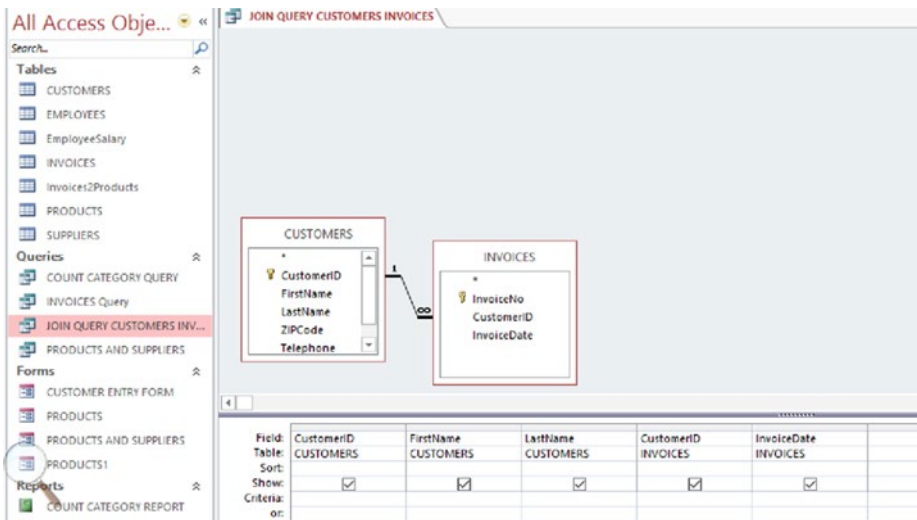 All Access Obje...
«
Search...
Tables
CUSTOMERS
EMPLOYEES
EmployeeSalary
INVOICES
Invoices2Products
PRODUCTS
SUPPLIERS
Queries
COUNT CATEGORY QUERY
INVOICES Query
JOIN QUERY CUSTOMERS INV...
PRODUCTS AND SUPPLIERS
Forms
CUSTOMER ENTRY FORM
PRODUCTS
PRODUCTS AND SUPPLIERS
PRODUCTS1
Reports
COUNT CATEGORY REPORT
JOIN QUERY CUSTOMERS INVOICES
CUSTOMERS
*
CustomerID
FirstName
LastName
ZIPCode
Telephone
1
∞
INVOICES
*
InvoiceNo
CustomerID
InvoiceDate
Field: CustomerID FirstName LastName CustomerID InvoiceDate
Table: CUSTOMERS CUSTOMERS CUSTOMERS INVOICES INVOICES
Sort:
Show:
Criteria:
or: